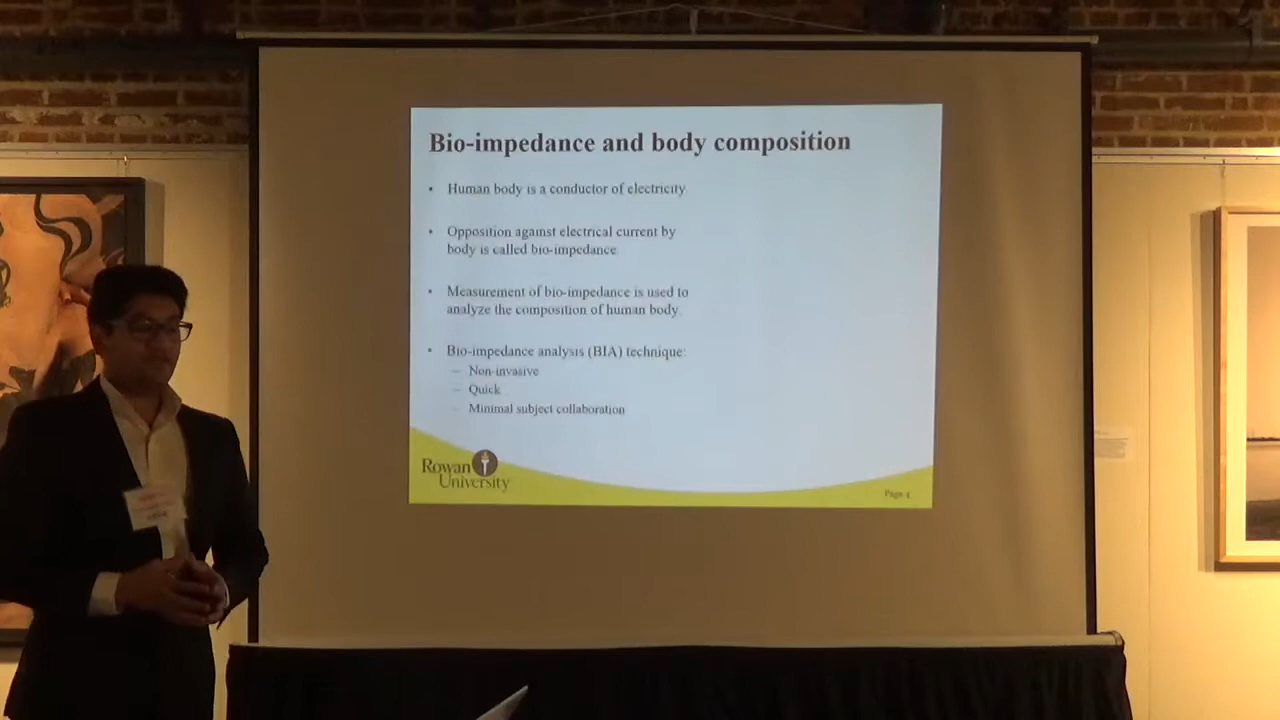 Bio-impedance and body composition
• Human body is a conductor of electricity
• Opposition against electrical current by
body is called bio-impedance
• Measurement of bio-impedance is used to
analyze the composition of human body
• Bio-impedance analysis (BIA) technique:
– Non-invasive
– Quick
– Minimal subject collaboration
Rowan
University
Page 4